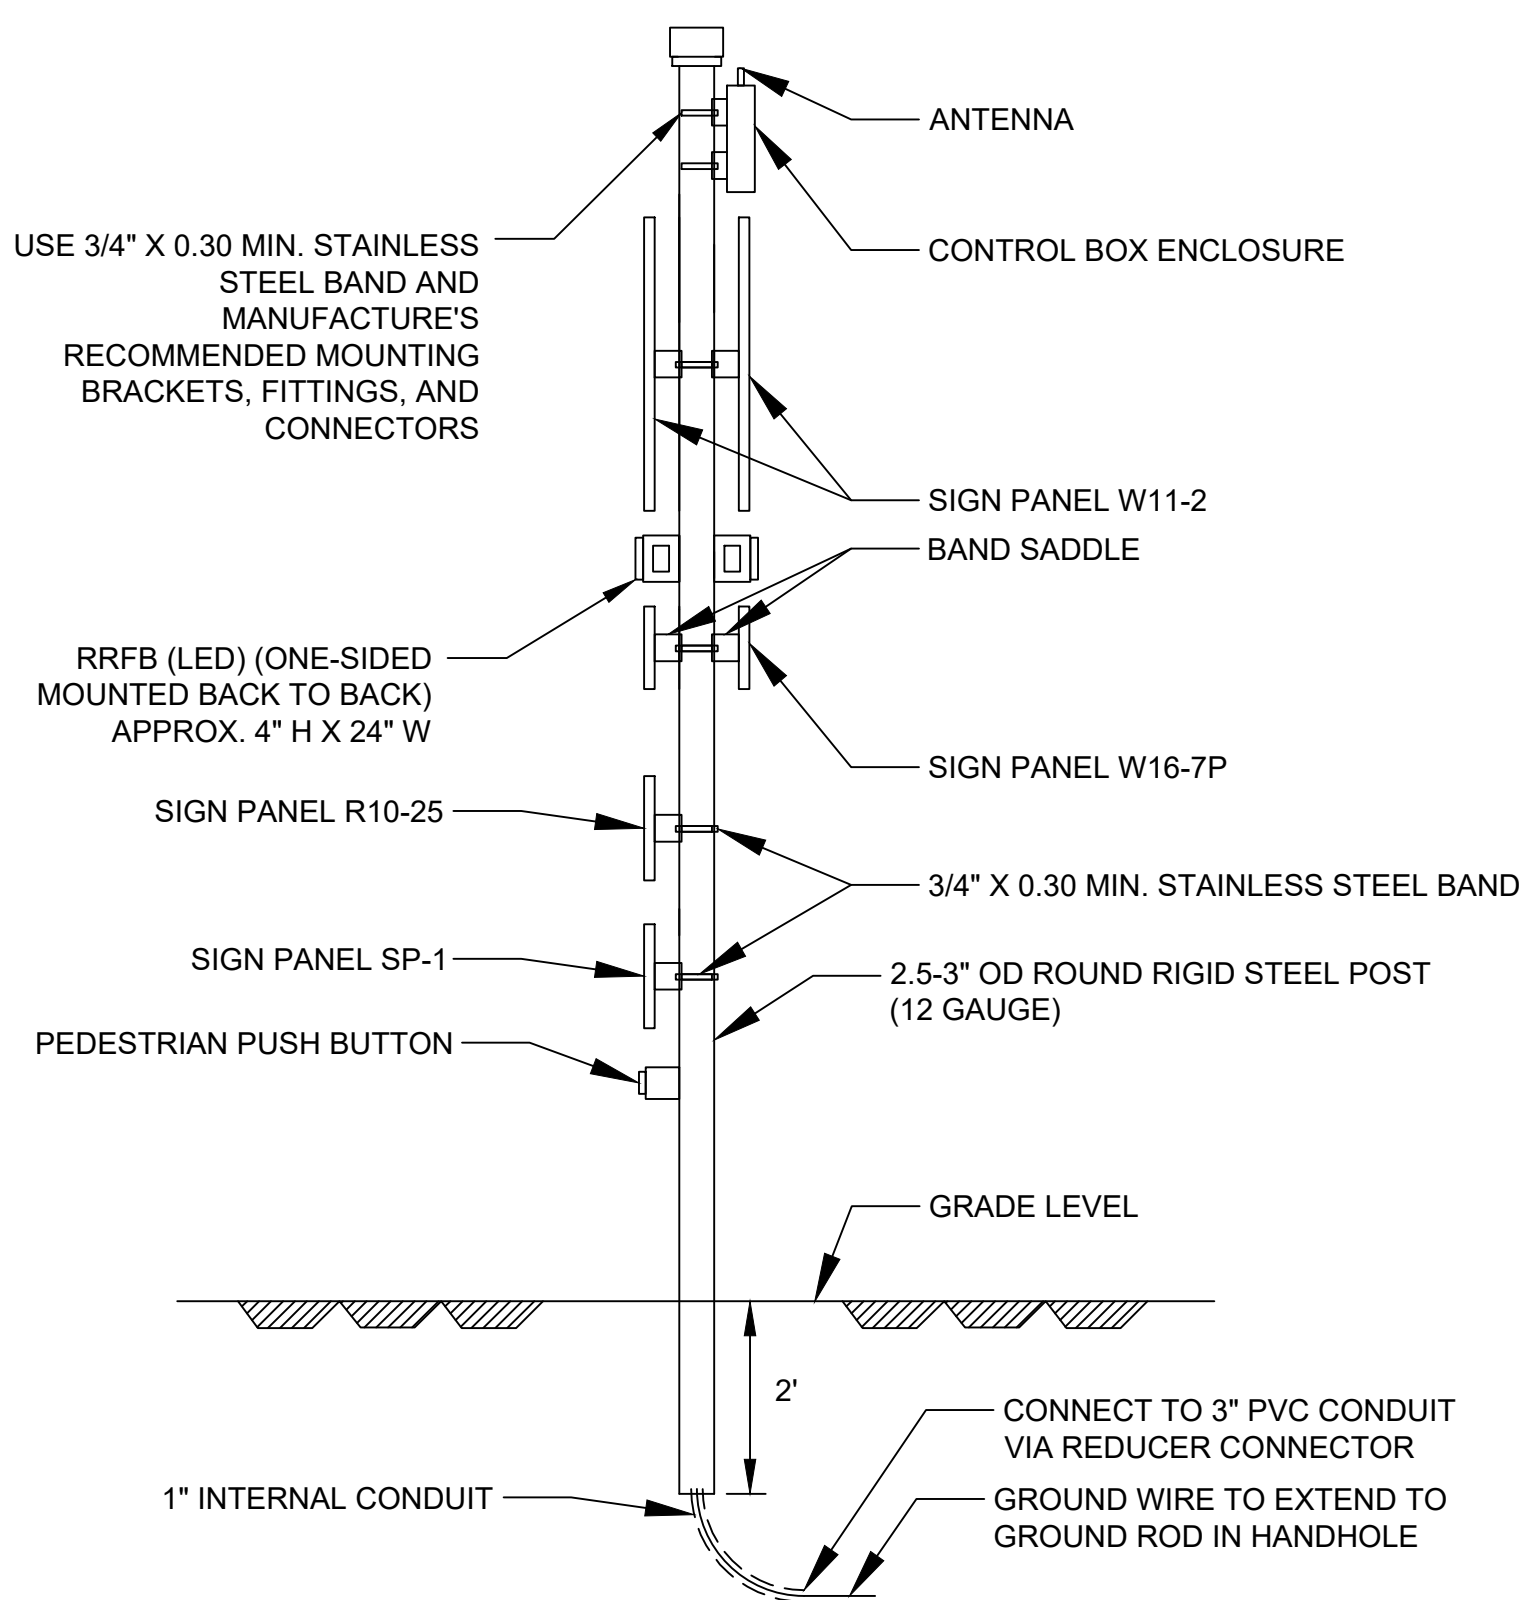 ANTENNA
USE 3/4" X 0.30 MIN. STAINLESS
STEEL BAND AND
MANUFACTURE'S
RECOMMENDED MOUNTING
BRACKETS, FITTINGS, AND
CONNECTORS
CONTROL BOX ENCLOSURE
SIGN PANEL W11-2
BAND SADDLE
RRFB (LED) (ONE-SIDED
MOUNTED BACK TO BACK)
APPROX. 4" H X 24" W
SIGN PANEL W16-7P
SIGN PANEL R10-25
3/4" X 0.30 MIN. STAINLESS STEEL BAND
SIGN PANEL SP-1
2.5-3" OD ROUND RIGID STEEL POST
(12 GAUGE)
PEDESTRIAN PUSH BUTTON
GRADE LEVEL
2'
CONNECT TO 3" PVC CONDUIT
VIA REDUCER CONNECTOR
1" INTERNAL CONDUIT
GROUND WIRE TO EXTEND TO
GROUND ROD IN HANDHOLE